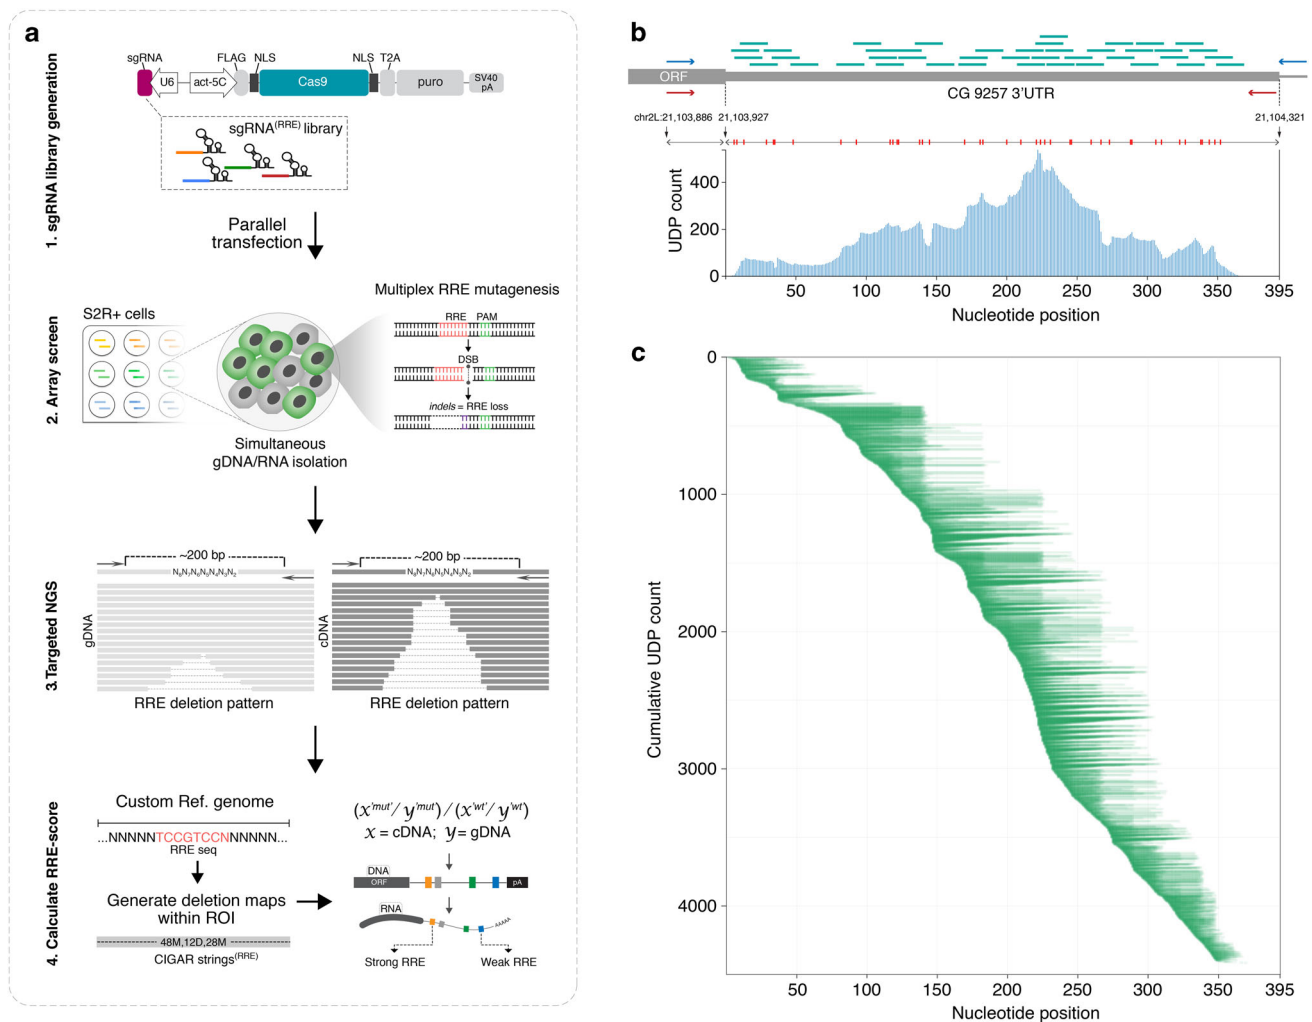 a
1. sgRNA library generation
sgRNA
FLAG
NLS
NLS
T2A
U6
act-5C
Cas9
puro
SV40
pA
sgRNA(RRE) library
Parallel
transfection
2. Array screen
S2R+ cells
Multiplex RRE mutagenesis
RRE
PAM
DSB
indels = RRE loss
Simultaneous
gDNA/RNA isolation
3.Targeted NGS
~200 bp
N8N7N6N5N4N3N2
gDNA
RRE deletion pattern
~200 bp
N8N7N6N5N4N3N2
cDNA
RRE deletion pattern
4. Calculate RRE-score
Custom Ref. genome
...NNNNNTCCGTCCNNNNNN...
RRE seq
Generate deletion maps
within ROI
48M,12D,28M
CIGAR strings(RRE)
(x'mut'/ y'mut') / (x'wt'/ y'wt')
x = cDNA; y = gDNA
DNA
ORF
pA
RNA
AAAAA
Strong RRE
Weak RRE
b
ORF
CG 9257 3'UTR
chr2L:21,103,886
21,103,927
21,104,321
UDP count
400
200
0
50
100
150
200
250
300
350
395
Nucleotide position
c
Cumulative UDP count
0
1000
2000
3000
4000
50
100
150
200
250
300
350
395
Nucleotide position